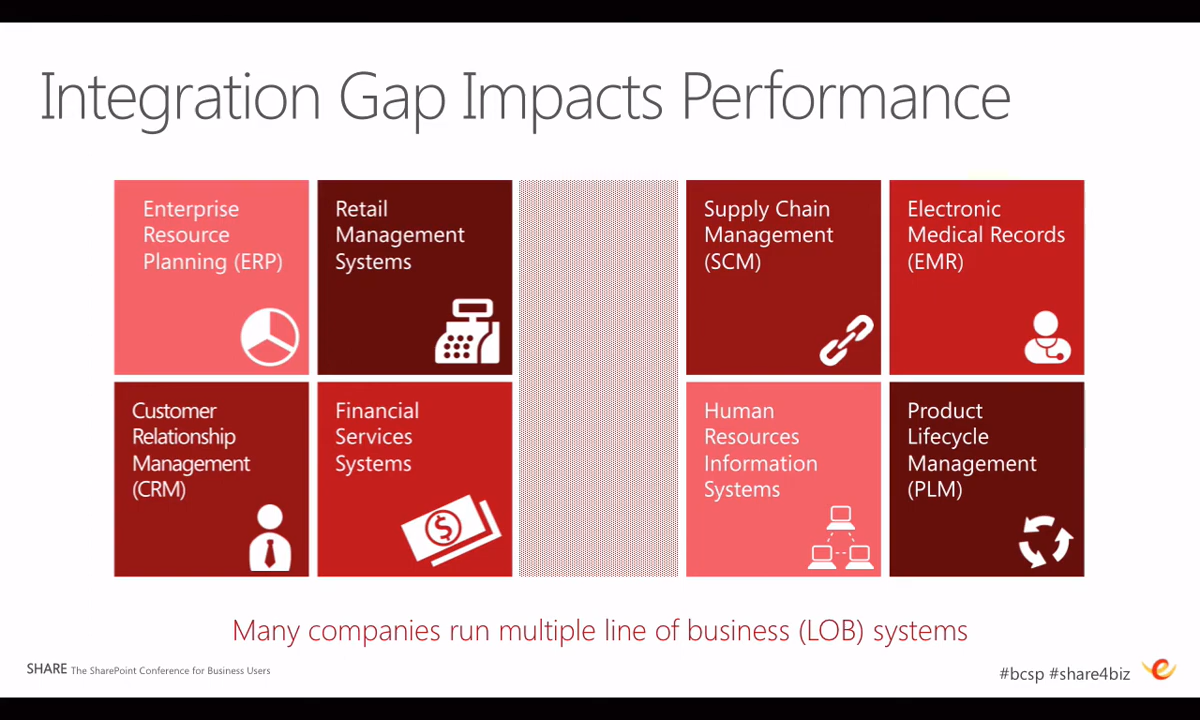 Integration Gap Impacts Performance
Enterprise
Resource
Planning (ERP)
Retail
Management
Systems
Supply Chain
Management
(SCM)
Electronic
Medical Records
(EMR)
Customer
Relationship
Management
(CRM)
Financial
Services
Systems
$
Human
Resources
Information
Systems
Product
Lifecycle
Management
(PLM)
Many companies run multiple line of business (LOB) systems
SHARE The SharePoint Conference for Business Users
#bcsp #share4biz
e